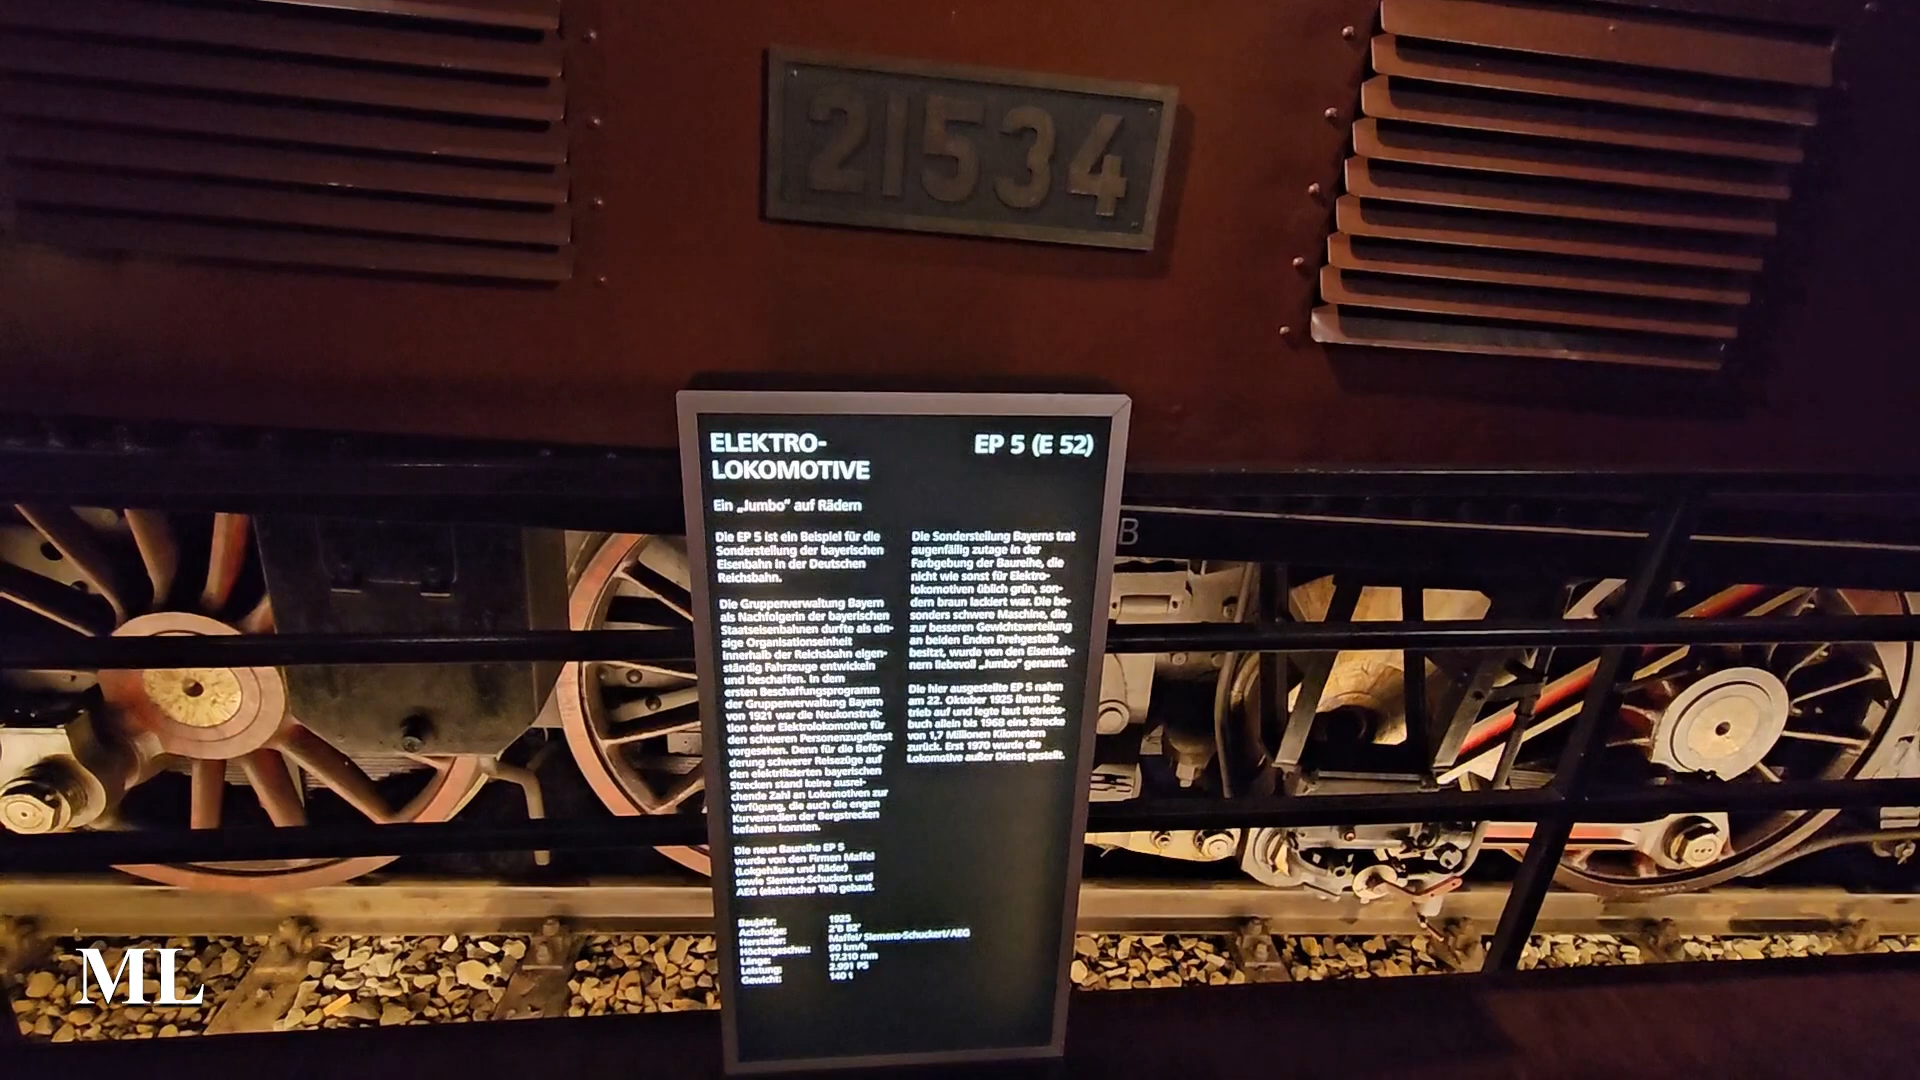 21534
ELEKTRO-
LOKOMOTIVE
EP 5 (E 52)
Ein „Jumbo“ auf Rädern
Die EP 5 ist ein Beispiel für die
Sonderstellung der bayerischen
Eisenbahn in der Deutschen
Reichsbahn.
Die Gruppenverwaltung Bayern
als Nachfolgerin der bayerischen
Staatseisenbahnen durfte als ein-
zige Organisationseinheit
innerhalb der Reichsbahn eigen-
ständig Fahrzeuge entwickeln
und beschaffen. In dem
ersten Beschaffungsprogramm
der Gruppenverwaltung Bayern
von 1921 war die Neukonstruk-
tion einer Elektrolokomotive für
den schweren Personenzugdienst
vorgesehen. Denn für die Beför-
derung schwerer Reisezüge auf
den elektrifizierten bayerischen
Strecken stand keine ausrei-
chende Zahl an Lokomotiven zur
Verfügung, die auch die engen
Kurvenradien der Bergstrecken
befahren konnten.
Die neue Baureihe EP 5
wurde von den Firmen Maffei
(Lokgehäuse und Räder)
sowie Siemens-Schuckert und
AEG (elektrischer Teil) gebaut.
Die Sonderstellung Bayerns trat
augenfällig zutage in der
Farbgebung der Baureihe, die
nicht wie sonst für Elektro-
lokomotiven üblich grün, son-
dern braun lackiert war. Die be-
sonders schwere Maschine, die
zur besseren Gewichtsverteilung
an beiden Enden Drehgestelle
besitzt, wurde von den Eisenbah-
nern liebevoll „Jumbo“ genannt.
Die hier ausgestellte EP 5 nahm
am 22. Oktober 1925 ihren Be-
trieb auf und legte laut Betriebs-
buch allein bis 1968 eine Strecke
von 1,7 Millionen Kilometern
zurück. Erst 1970 wurde die
Lokomotive außer Dienst gestellt.
Baujahr: 1925
Achsfolge: 2'B B2'
Hersteller: Maffei/ Siemens-Schuckert/AEG
Höchstgeschw.: 90 km/h
Länge: 17.210 mm
Leistung: 2.991 PS
Gewicht: 140 t
B
ML